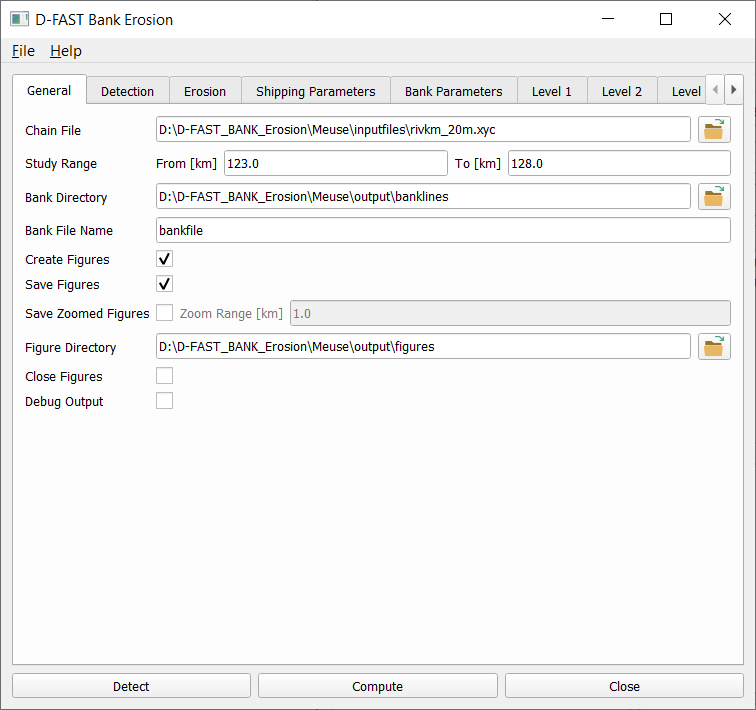 D-FAST Bank Erosion
File Help
General Detection Erosion Shipping Parameters Bank Parameters Level 1 Level 2 Level
Chain File D:\D-FAST_BANK_Erosion\Meuse\inputfiles\rivkm_20m.xyc
Study Range From [km] 123.0 To [km] 128.0
Bank Directory D:\D-FAST_BANK_Erosion\Meuse\output\banklines
Bank File Name bankfile
Create Figures
Save Figures
Save Zoomed Figures Zoom Range [km] 1.0
Figure Directory D:\D-FAST_BANK_Erosion\Meuse\output\figures
Close Figures
Debug Output
Detect Compute Close